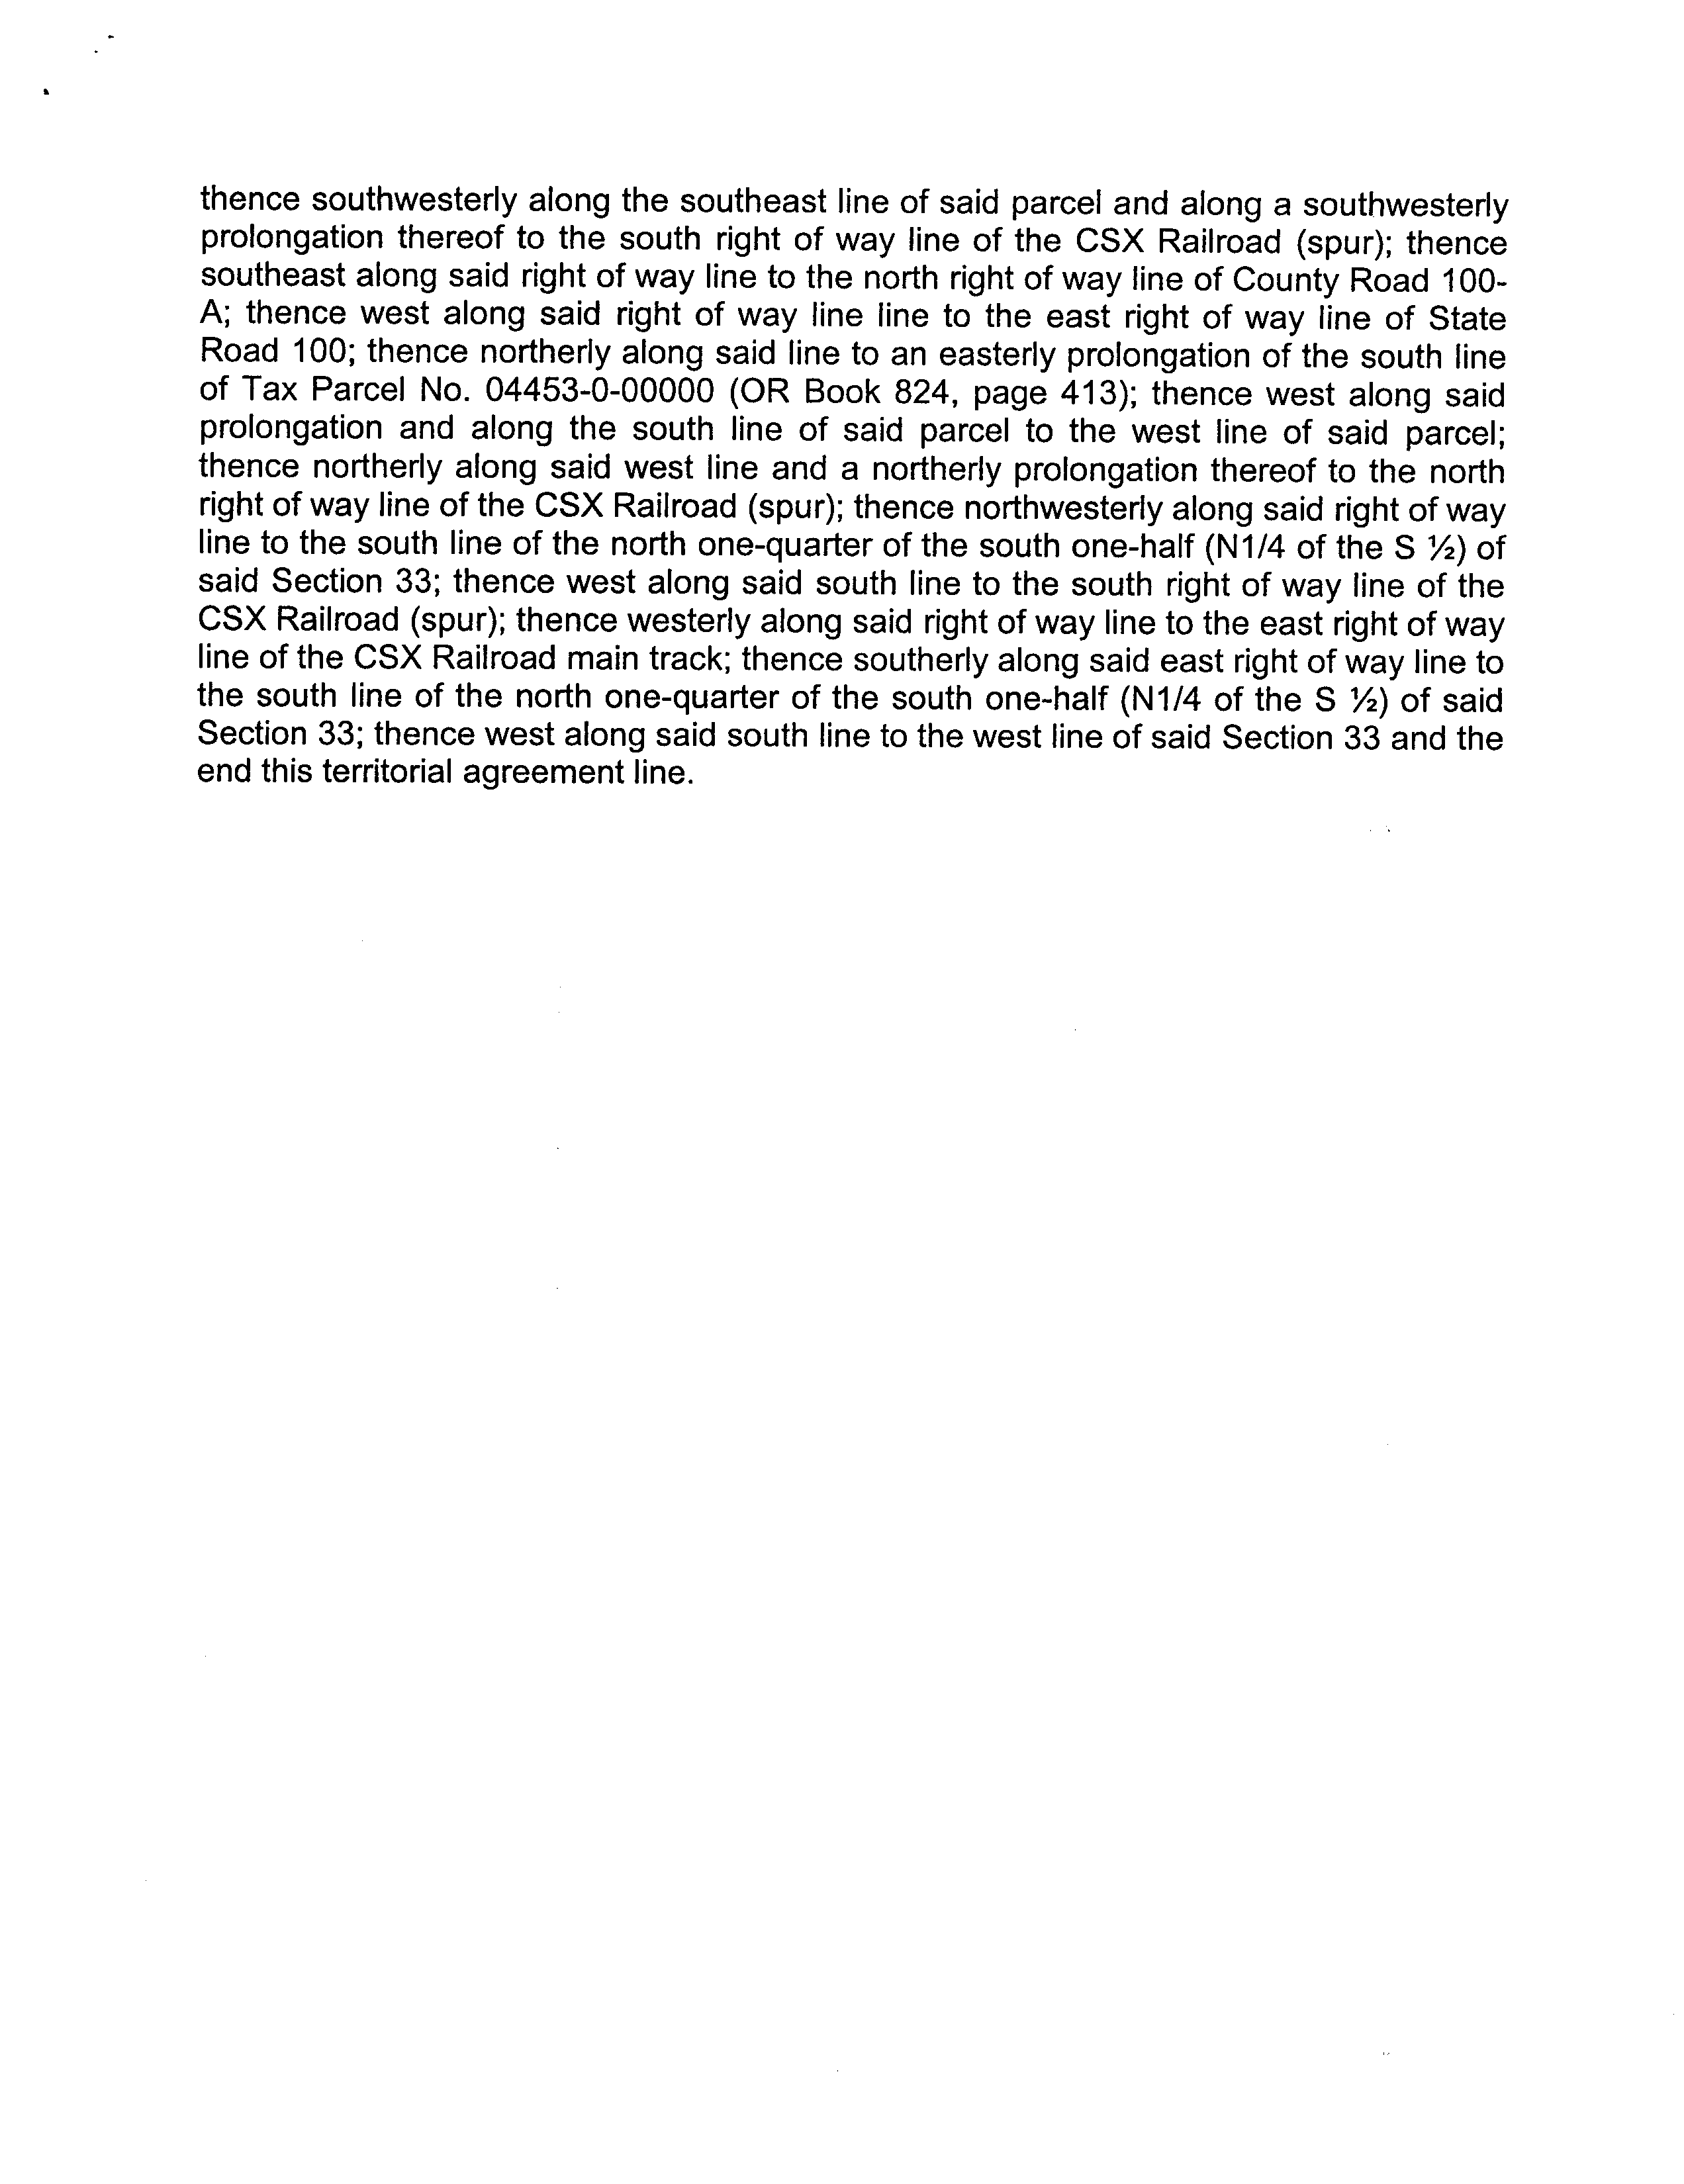 thence southwesterly along the southeast line of said parcel and along a southwesterly
prolongation thereof to the south right of way line of the CSX Railroad (spur); thence
southeast along said right of way line to the north right of way line of County Road 100-
A; thence west along said right of way line line to the east right of way line of State
Road 100; thence northerly along said line to an easterly prolongation of the south line
of Tax Parcel No. 04453-0-00000 (OR Book 824, page 413); thence west along said
prolongation and along the south line of said parcel to the west line of said parcel;
thence northerly along said west line and a northerly prolongation thereof to the north
right of way line of the CSX Railroad (spur); thence northwesterly along said right of way
line to the south line of the north one-quarter of the south one-half (N1/4 of the S ½) of
said Section 33; thence west along said south line to the south right of way line of the
CSX Railroad (spur); thence westerly along said right of way line to the east right of way
line of the CSX Railroad main track; thence southerly along said east right of way line to
the south line of the north one-quarter of the south one-half (N1/4 of the S ½) of said
Section 33; thence west along said south line to the west line of said Section 33 and the
end this territorial agreement line.